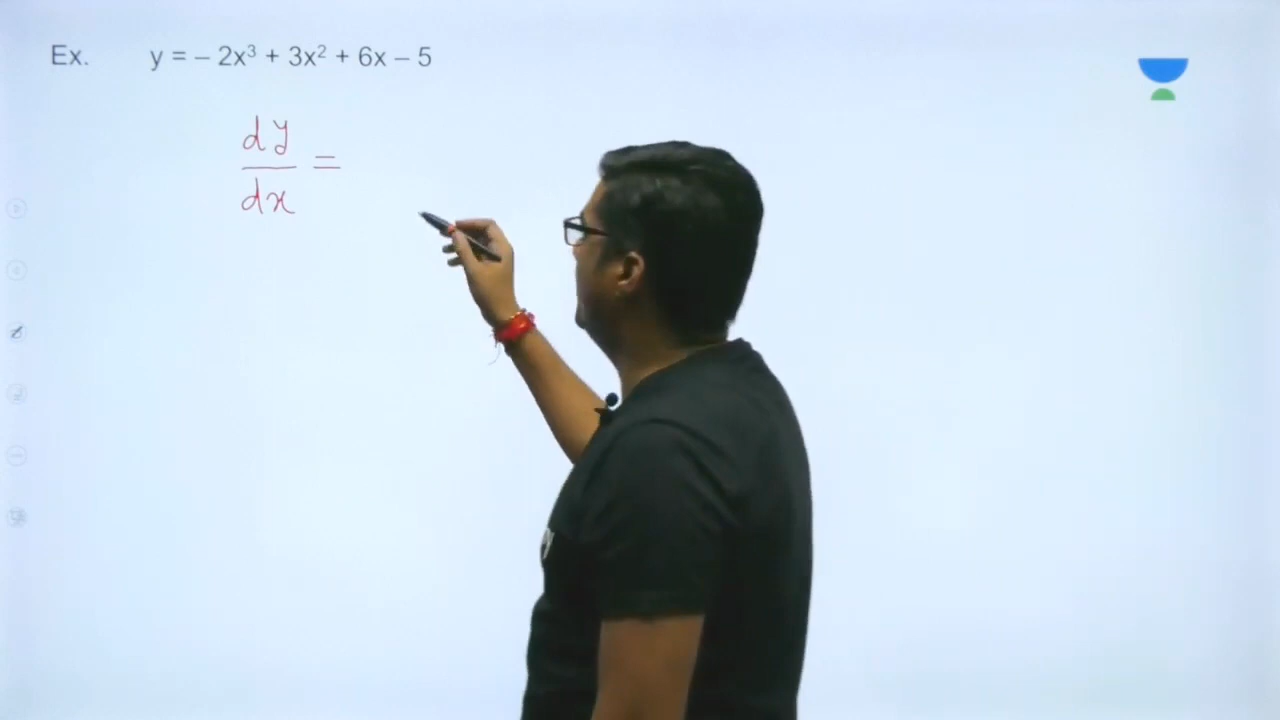 Ex. y = – 2x³ + 3x² + 6x – 5
dy
—— =
dx